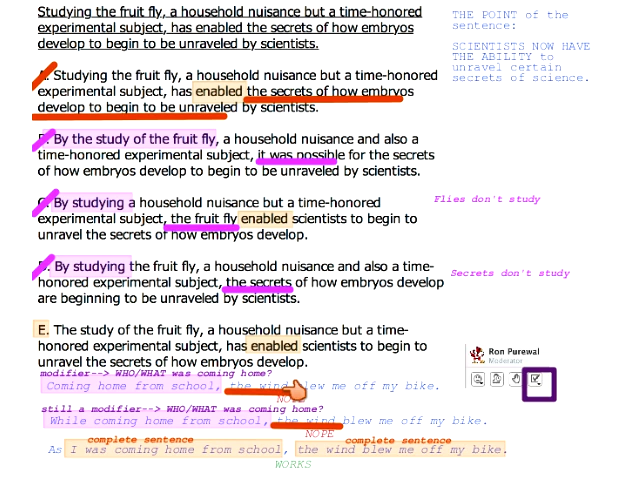 Studying the fruit fly, a household nuisance but a time-honored
experimental subject, has enabled the secrets of how embryos
develop to begin to be unraveled by scientists.
THE POINT of the
sentence:
SCIENTISTS NOW HAVE
THE ABILITY to
unravel certain
secrets of science.
A. Studying the fruit fly, a household nuisance but a time-honored
experimental subject, has enabled the secrets of how embryos
develop to begin to be unraveled by scientists.
B. By the study of the fruit fly, a household nuisance and also a
time-honored experimental subject, it was possible for the secrets
of how embryos develop to begin to be unraveled by scientists.
C. By studying a household nuisance but a time-honored
experimental subject, the fruit fly enabled scientists to begin to
unravel the secrets of how embryos develop.
Flies don't study
D. By studying the fruit fly, a household nuisance and also a time-
honored experimental subject, the secrets of how embryos develop
are beginning to be unraveled by scientists.
Secrets don't study
E. The study of the fruit fly, a household nuisance but a time-
honored experimental subject, has enabled scientists to begin to
unravel the secrets of how embryos develop.
Ron Purewal
Moderator
modifier--> WHO/WHAT was coming home?
Coming home from school, the wind blew me off my bike.
NOPE
still a modifier--> WHO/WHAT was coming home?
While coming home from school, the wind blew me off my bike.
NOPE
complete sentence complete sentence
As I was coming home from school, the wind blew me off my bike.
WORKS